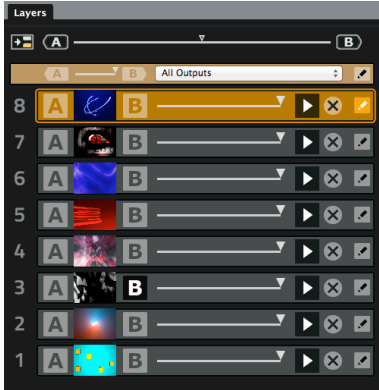 Layers
A B
A B All Outputs
8 A B
7 A B
6 A B
5 A B
4 A B
3 A B
2 A B
1 A B